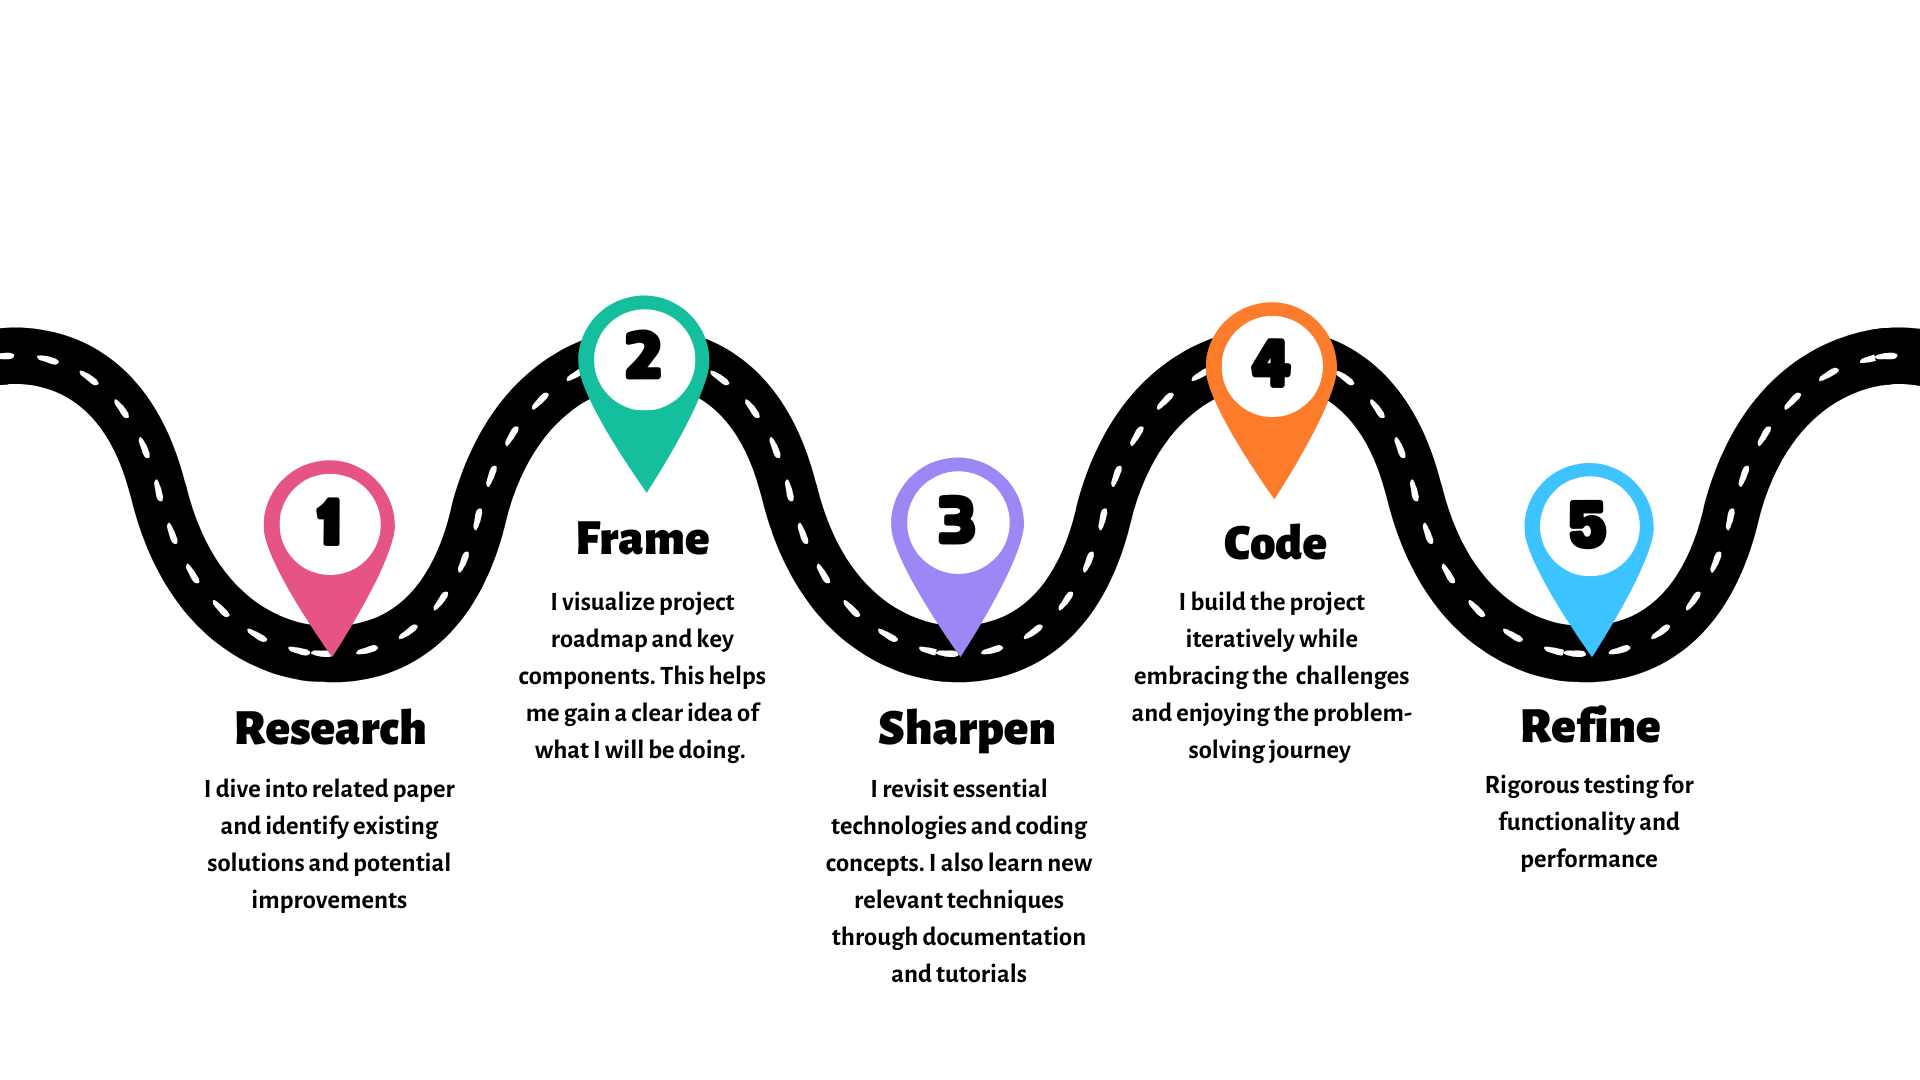 1
Research
I dive into related paper
and identify existing
solutions and potential
improvements
2
Frame
I visualize project
roadmap and key
components. This helps
me gain a clear idea of
what I will be doing.
3
Sharpen
I revisit essential
technologies and coding
concepts. I also learn new
relevant techniques
through documentation
and tutorials
4
Code
I build the project
iteratively while
embracing the  challenges
and enjoying the problem-
solving journey
5
Refine
Rigorous testing for
functionality and
performance